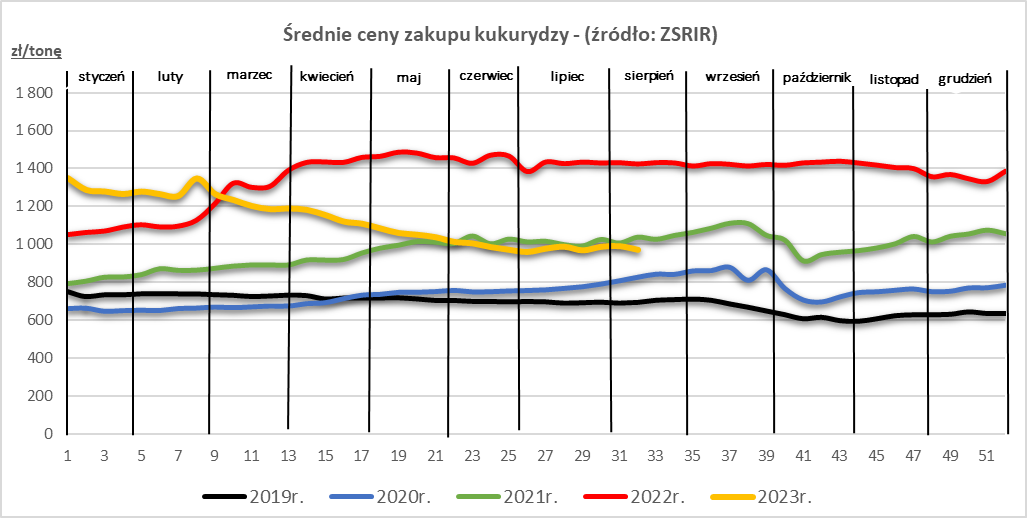 Średnie ceny zakupu kukurydzy - (źródło: ZSRIR)
zł/tonę
styczeń luty marzec kwiecień maj czerwiec lipiec sierpień wrzesień październik listopad grudzień
1 800
1 600
1 400
1 200
1 000
800
600
400
200
0
1 3 5 7 9 11 13 15 17 19 21 23 25 27 29 31 33 35 37 39 41 43 45 47 49 51
2019r. 2020r. 2021r. 2022r. 2023r.